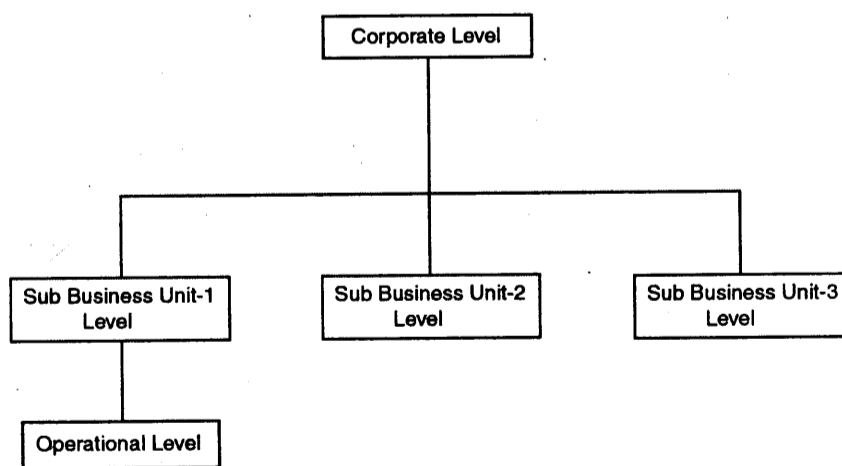 Corporate Level
Sub Business Unit-1
Level
Sub Business Unit-2
Level
Sub Business Unit-3
Level
Operational Level